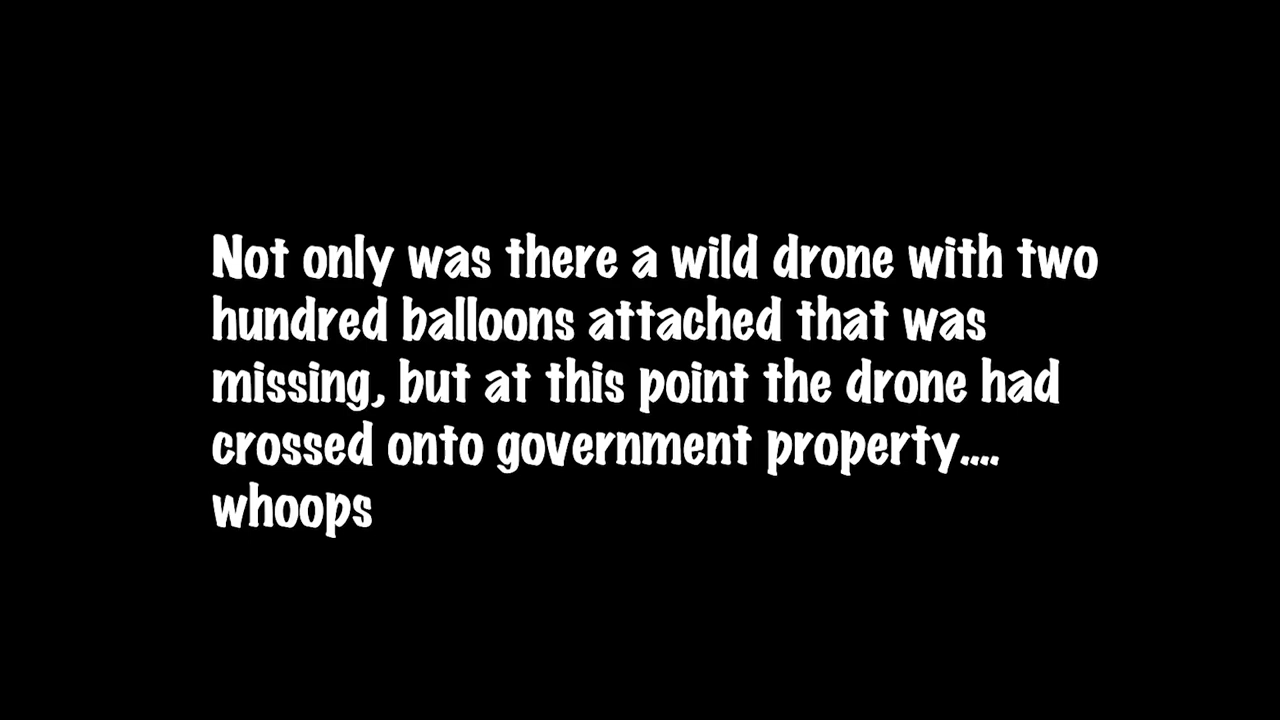 Not only was there a wild drone with two
hundred balloons attached that was
missing, but at this point the drone had
crossed onto government property....
whoops